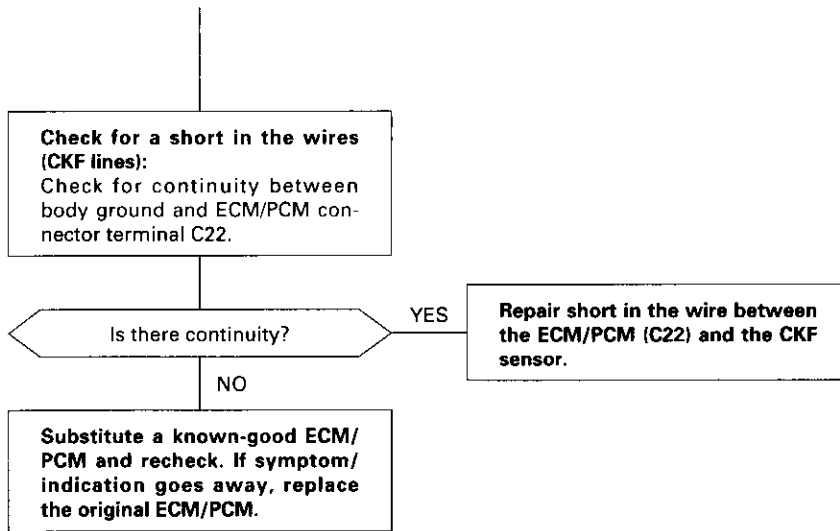 Check for a short in the wires
(CKF lines):
Check for continuity between
body ground and ECM/PCM con-
nector terminal C22.
Is there continuity?
YES
Repair short in the wire between
the ECM/PCM (C22) and the CKF
sensor.
NO
Substitute a known-good ECM/
PCM and recheck. If symptom/
indication goes away, replace
the original ECM/PCM.